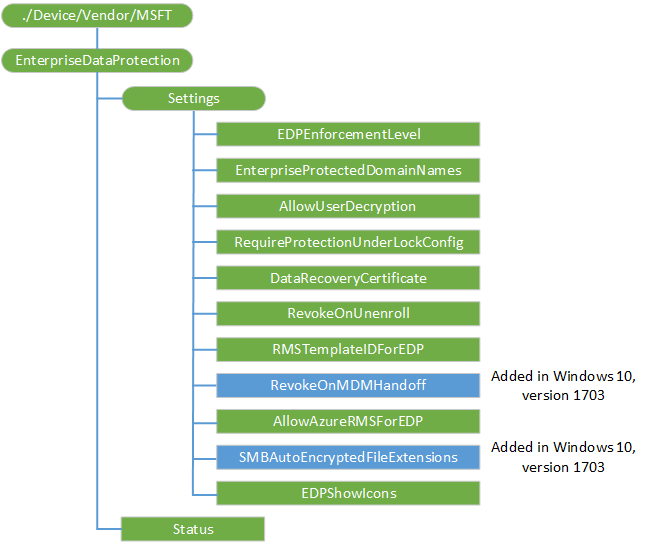 ./Device/Vendor/MSFT
EnterpriseDataProtection
Settings
EDPEnforcementLevel
EnterpriseProtectedDomainNames
AllowUserDecryption
RequireProtectionUnderLockConfig
DataRecoveryCertificate
RevokeOnUnenroll
RMSTemplateIDForEDP
RevokeOnMDMHandoff
Added in Windows 10,
version 1703
AllowAzureRMSForEDP
SMBAutoEncryptedFileExtensions
Added in Windows 10,
version 1703
EDPShowIcons
Status